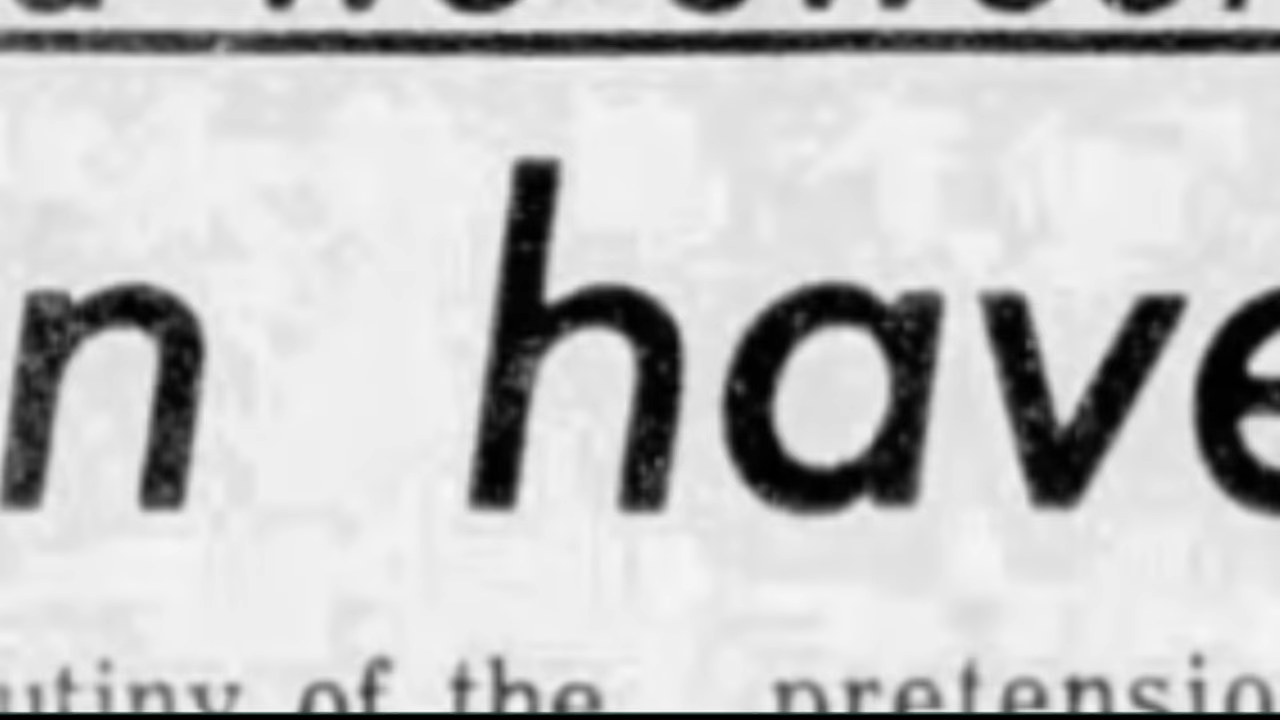 n have
utiny of the pretensio